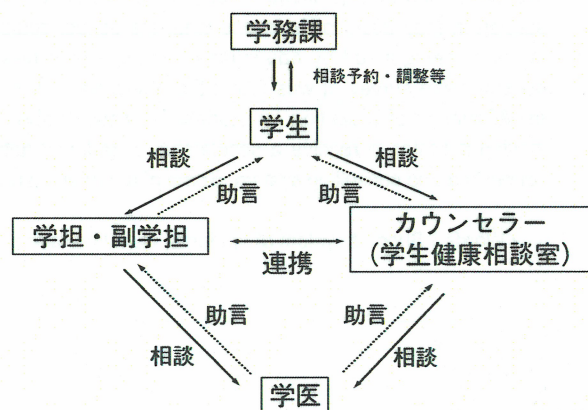 学務課
相談予約・調整等
学生
相談
相談
助言
助言
学担・副学担
カウンセラー
(学生健康相談室)
連携
助言
助言
相談
相談
学医